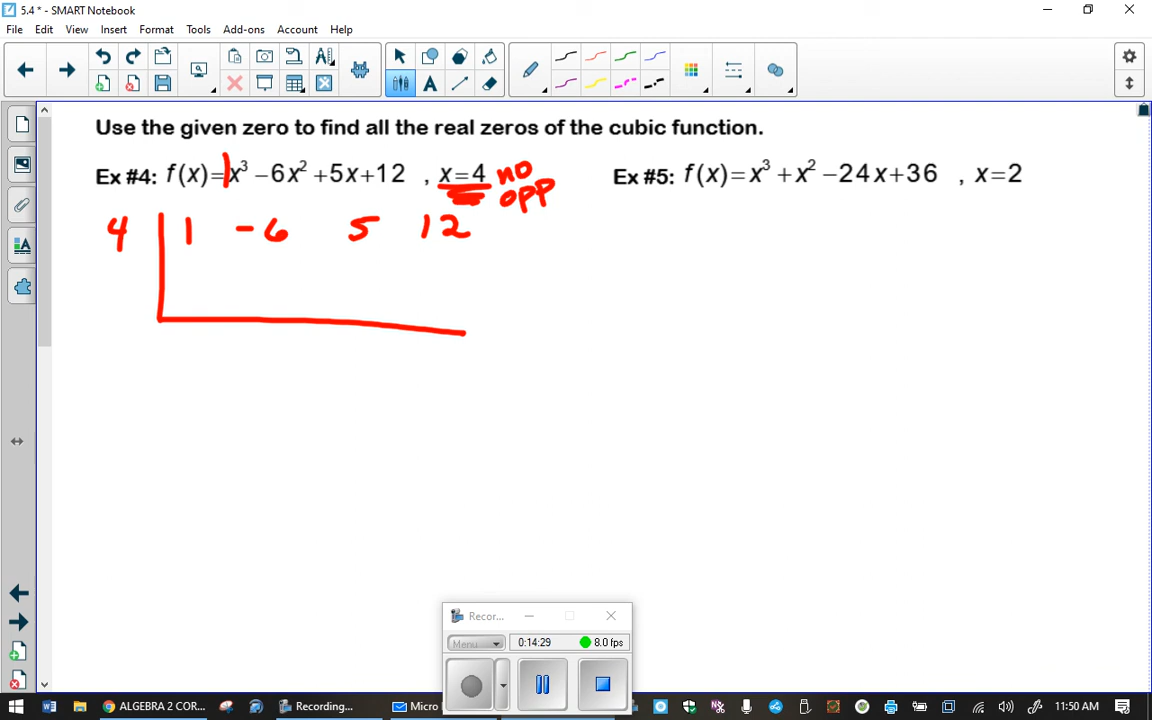 5.4 * - SMART Notebook
File Edit View Insert Format Tools Add-ons Account Help
Use the given zero to find all the real zeros of the cubic function.
Ex #4: f(x)=1x³ −6x² +5x+12 , x=4 no opp
Ex #5: f(x)=x³ +x² −24x+36 , x=2
4 1 -6 5 12
Recor...
Menu 0:14:29 8.0 fps
ALGEBRA 2 COR... Recording... Micro 11:50 AM